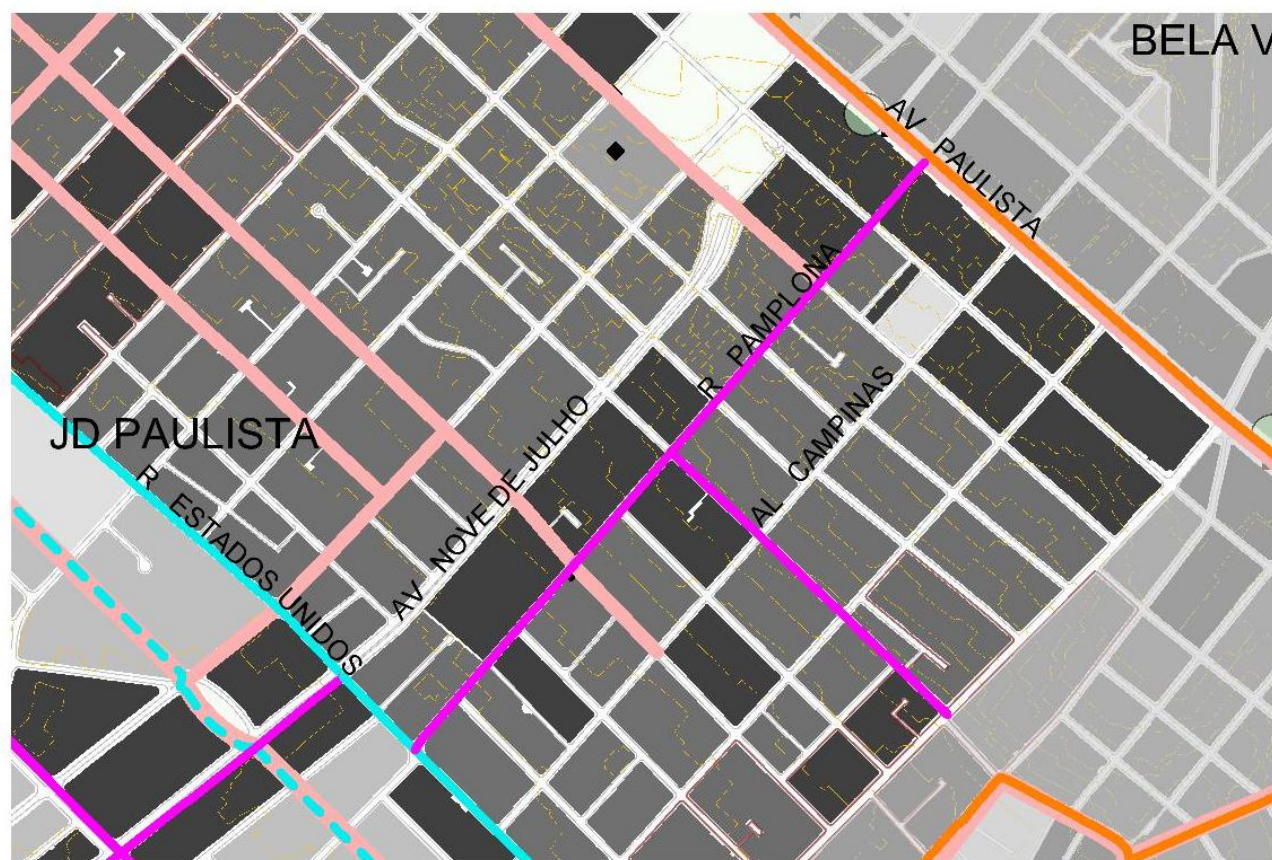 BELA V
AV PAULISTA
R PAMPLONA
AL CAMPINAS
AV NOVE DE JULHO
JD PAULISTA
R ESTADOS UNIDOS